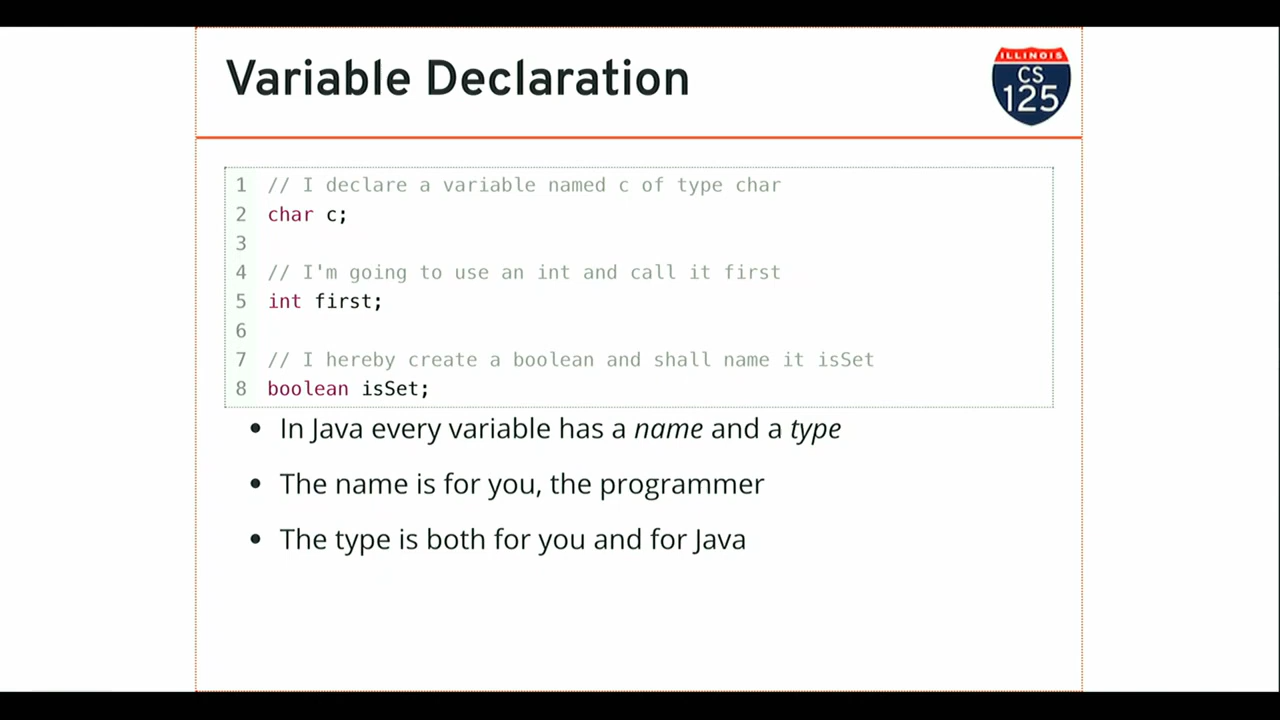 Variable Declaration
ILLINOIS
CS
125
1 // I declare a variable named c of type char
2 char c;
3
4 // I'm going to use an int and call it first
5 int first;
6
7 // I hereby create a boolean and shall name it isSet
8 boolean isSet;
• In Java every variable has a name and a type
• The name is for you, the programmer
• The type is both for you and for Java